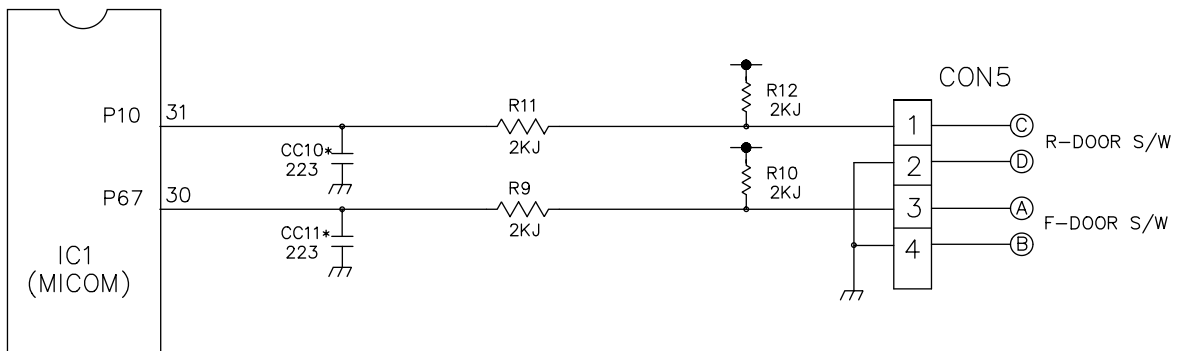 CON5
R12
2KJ
P10
31
R11
2KJ
1
C
R-DOOR S/W
CC10*
223
2
D
R10
2KJ
P67
30
R9
2KJ
3
A
F-DOOR S/W
CC11*
223
4
B
IC1
(MICOM)